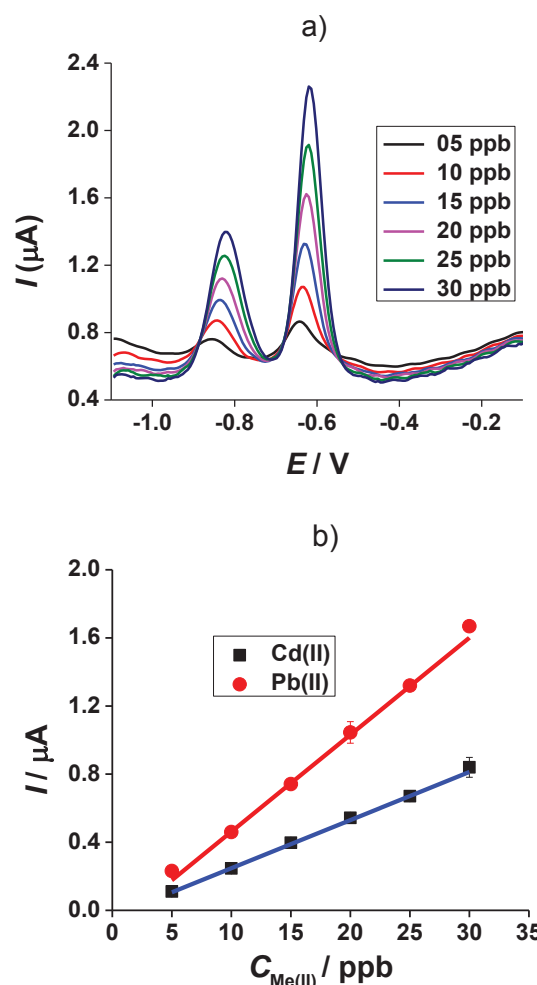 a)
2.4
2.0
1.6
1.2
0.8
0.4
I (μA)
05 ppb
10 ppb
15 ppb
20 ppb
25 ppb
30 ppb
-1.0 -0.8 -0.6 -0.4 -0.2
E / V
b)
2.0
1.6
1.2
0.8
0.4
0.0
I / μA
Cd(II)
Pb(II)
0 5 10 15 20 25 30 35
C Me(II) / ppb